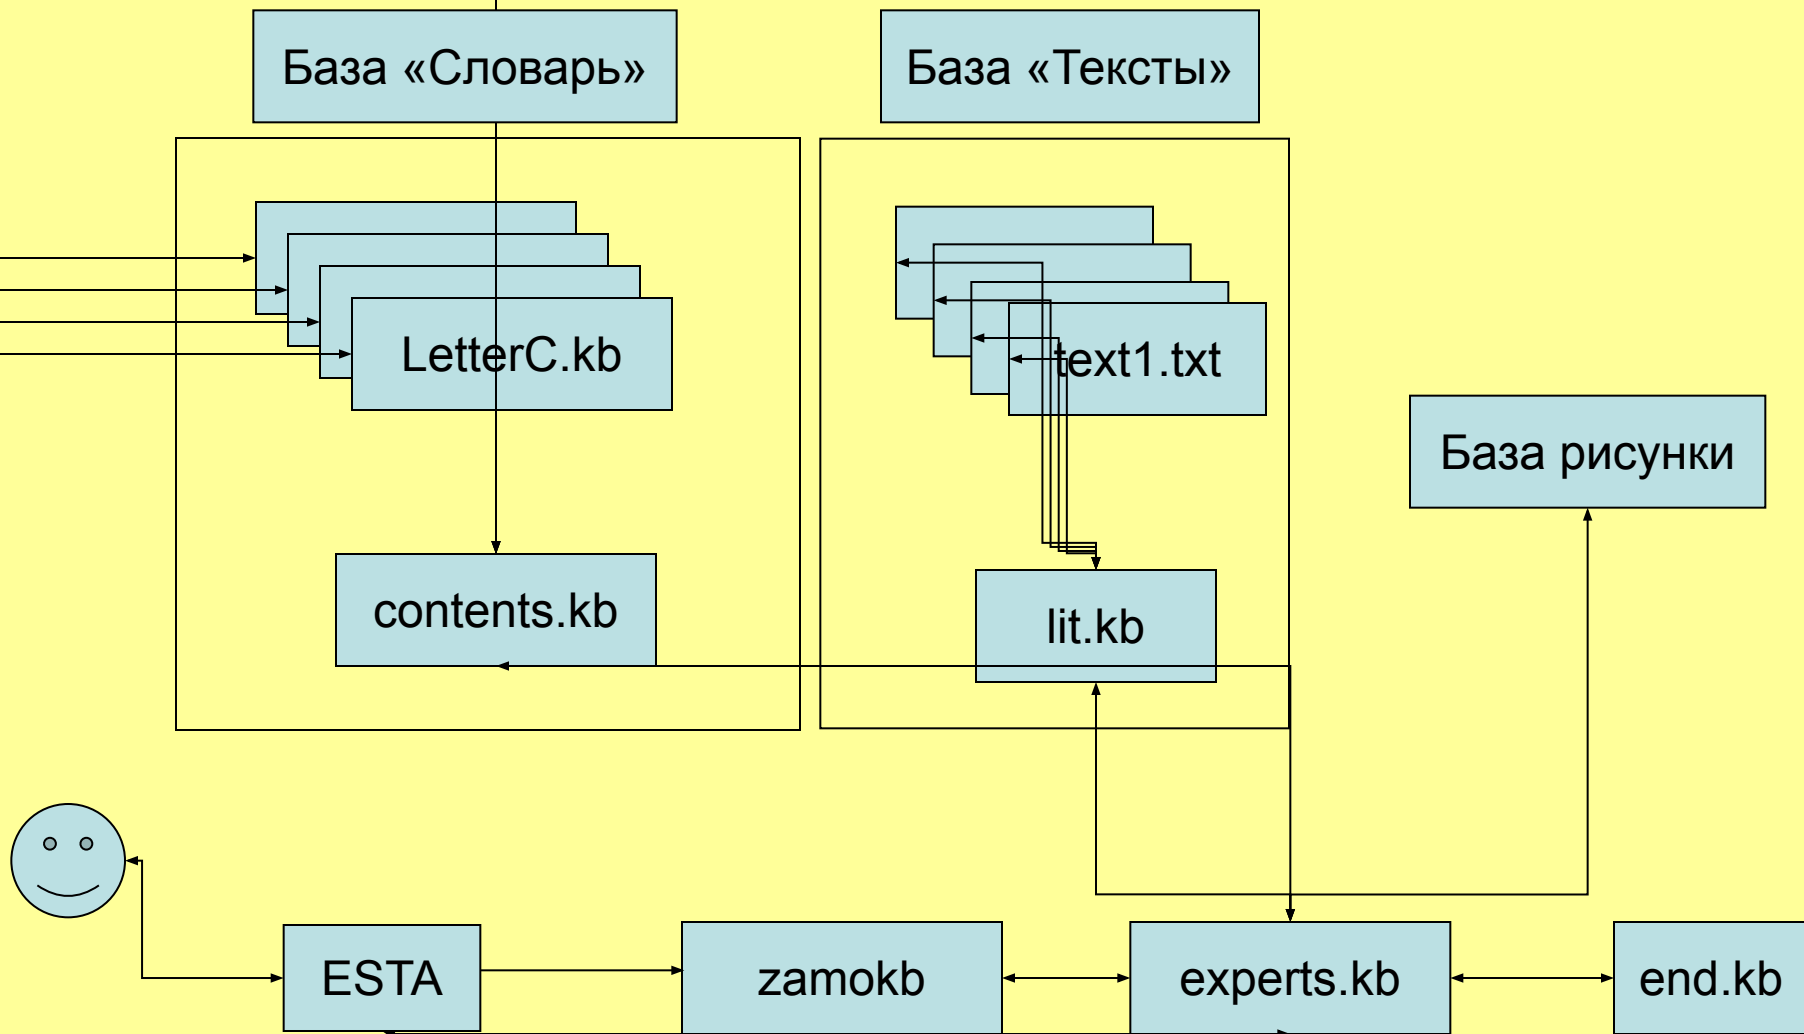 База «Словарь»
База «Тексты»
LetterC.kb
text1.txt
База рисунки
contents.kb
lit.kb
ESTA
zamokb
experts.kb
end.kb